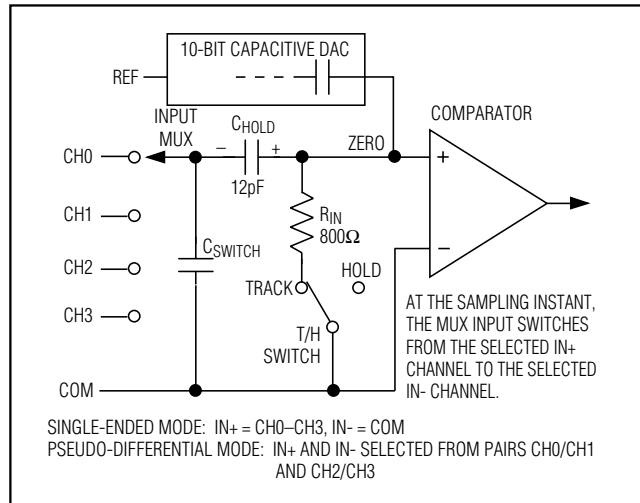 10-BIT CAPACITIVE DAC
REF
COMPARATOR
INPUT
MUX
CHOLD
ZERO
CH0
− + +
12pF
CH1
RIN
800Ω
−
CSWITCH
CH2
HOLD
TRACK
CH3
T/H
SWITCH
AT THE SAMPLING INSTANT,
THE MUX INPUT SWITCHES
FROM THE SELECTED IN+
CHANNEL TO THE SELECTED
IN- CHANNEL.
COM
SINGLE-ENDED MODE: IN+ = CH0–CH3, IN- = COM
PSEUDO-DIFFERENTIAL MODE: IN+ AND IN- SELECTED FROM PAIRS CH0/CH1
AND CH2/CH3